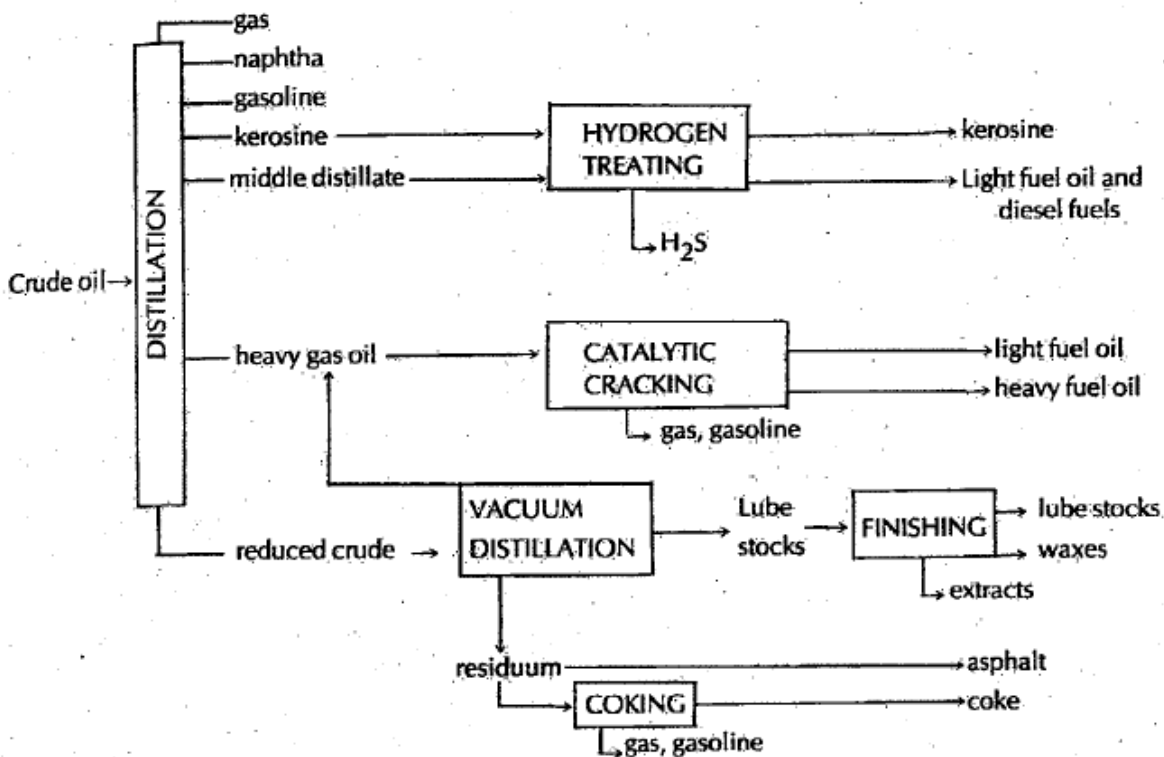 gas
naphtha
gasoline
kerosine
HYDROGEN
TREATING
kerosine
middle distillate
Light fuel oil and
diesel fuels
H2S
Crude oil
DISTILLATION
heavy gas oil
CATALYTIC
CRACKING
light fuel oil
heavy fuel oil
gas, gasoline
reduced crude
VACUUM
DISTILLATION
Lube
stocks
FINISHING
lube stocks
waxes
extracts
residuum
asphalt
COKING
coke
gas, gasoline